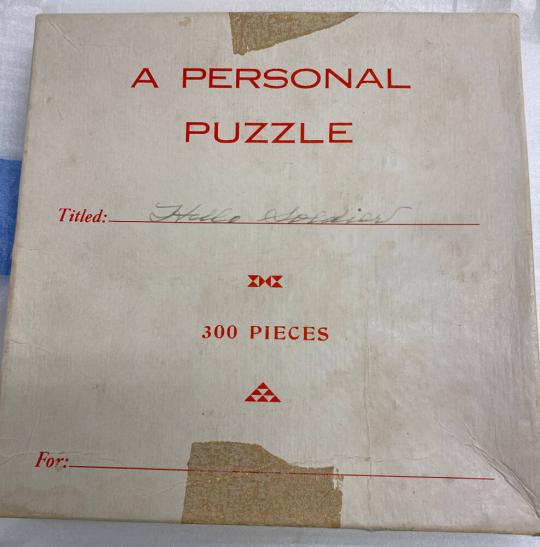 A PERSONAL
PUZZLE
Titled: Hello Soldier
300 PIECES
For: